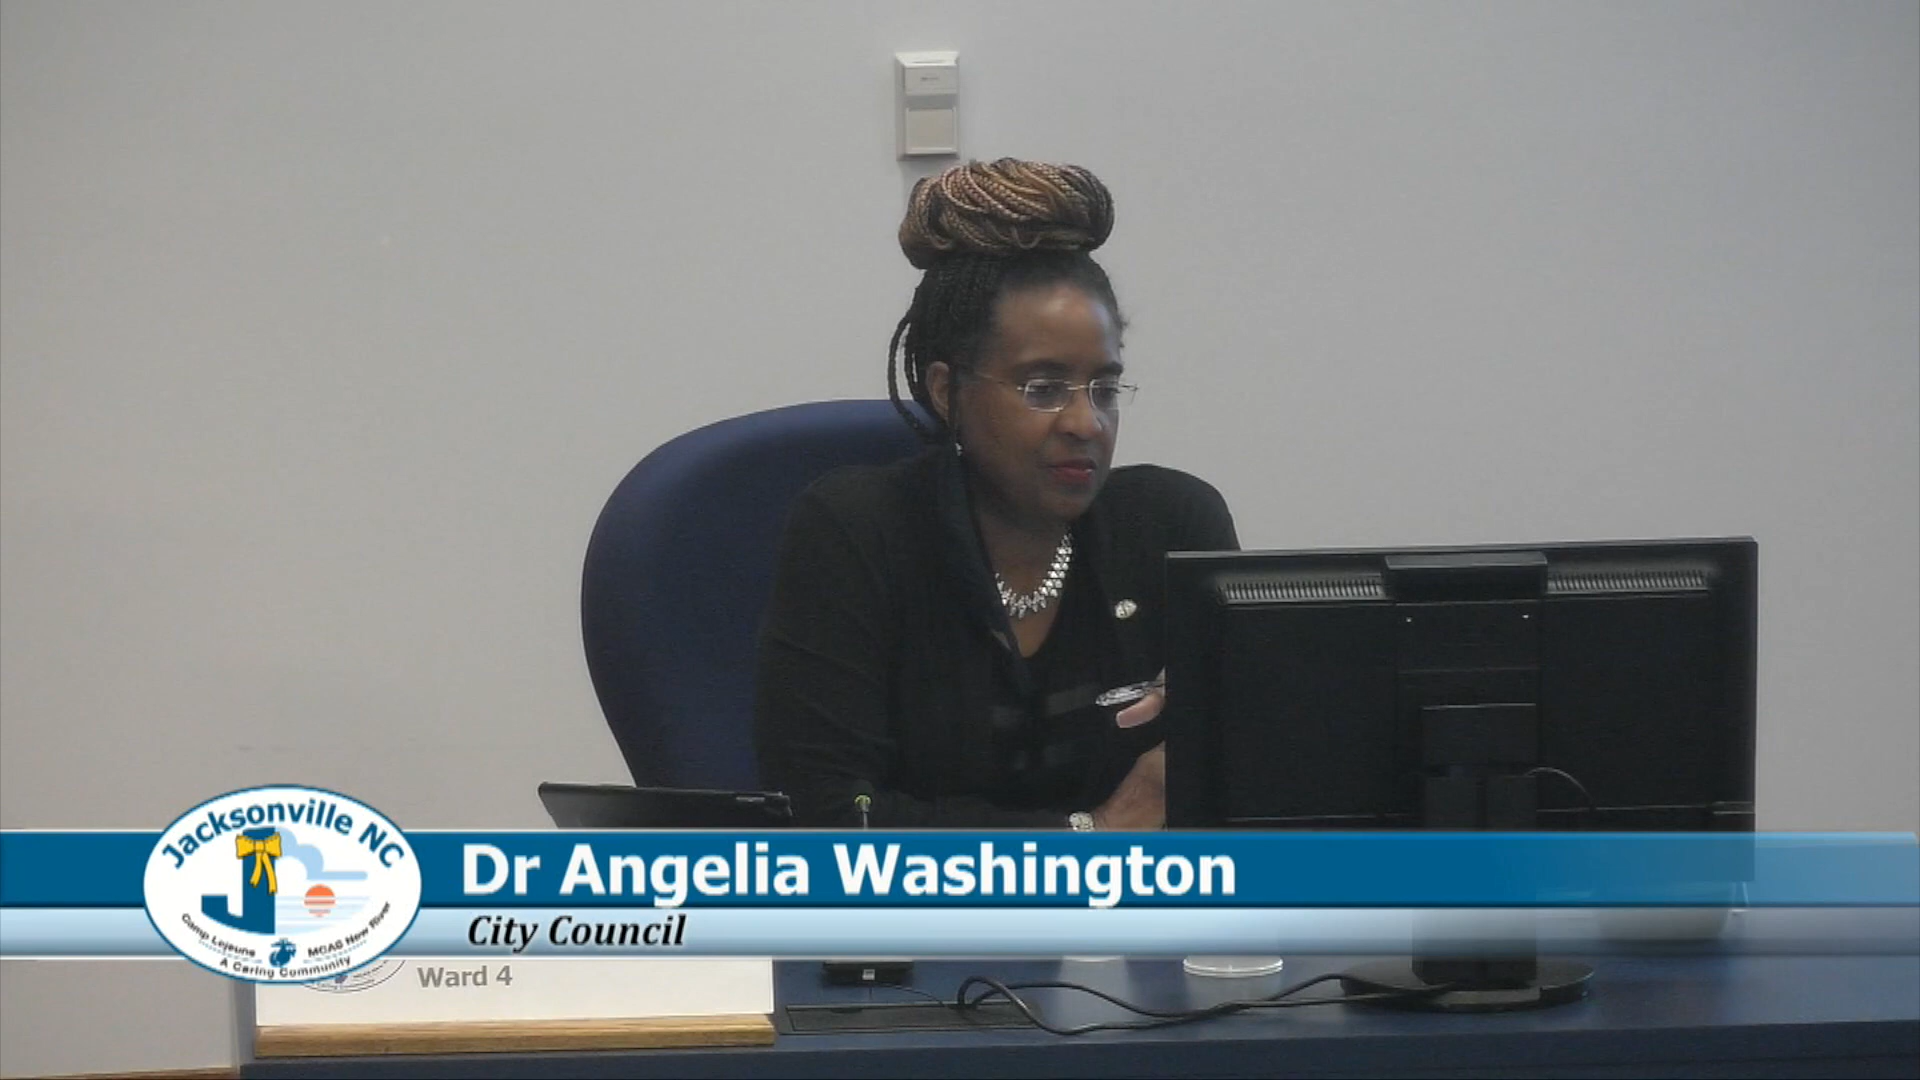 Jacksonville NC
Camp Lejeune
MCAS New River
A Caring Community
Dr Angelia Washington
City Council
Ward 4